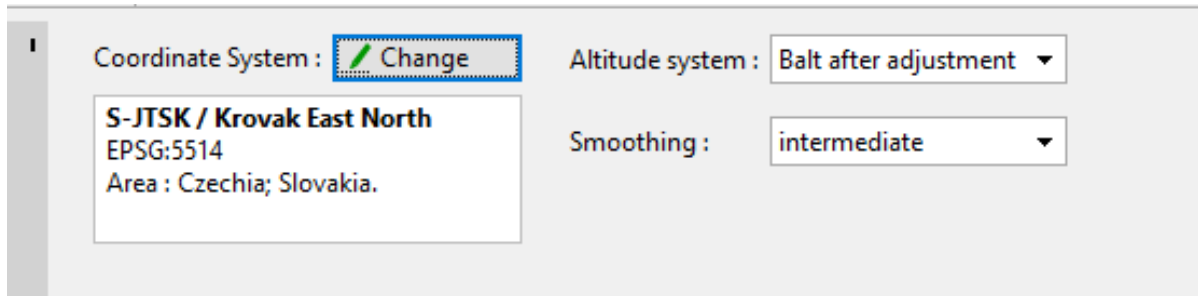 Coordinate System : Change
Altitude system : Balt after adjustment
S-JTSK / Krovak East North
EPSG:5514
Area : Czechia; Slovakia.
Smoothing : intermediate